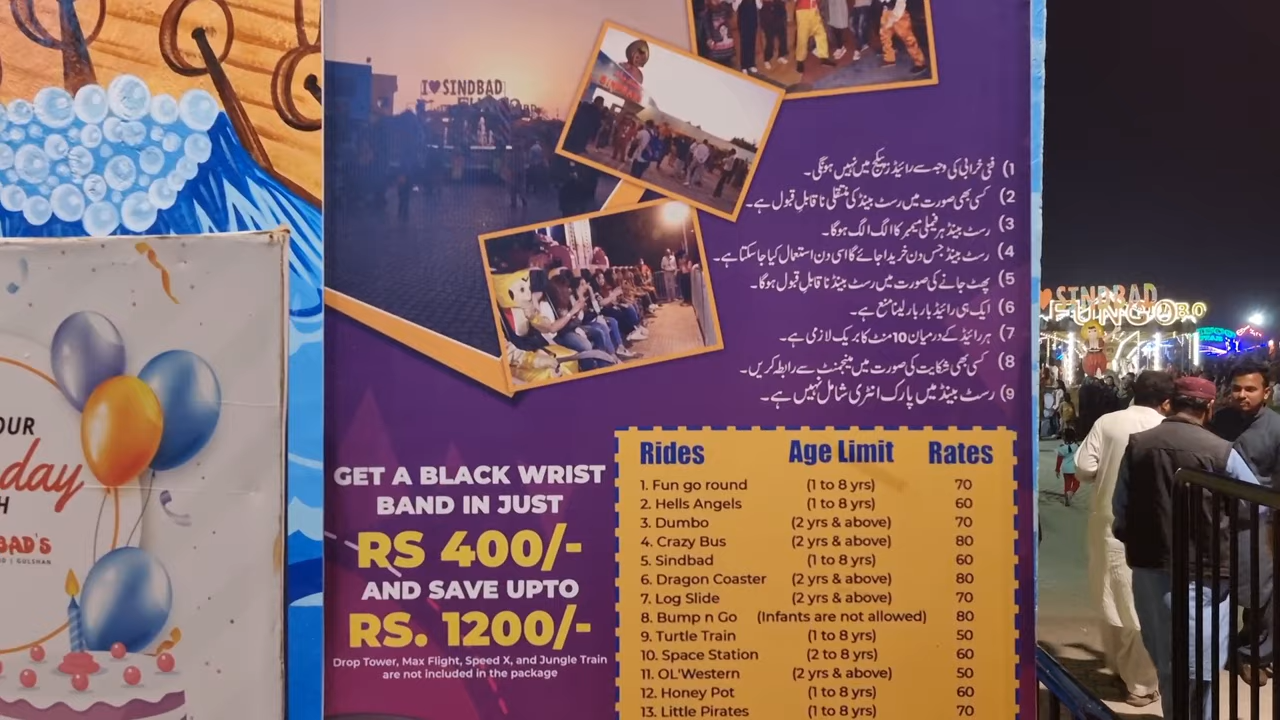 I ♥ SINDBAD
1) فنی خرابی کی وجہ سے رائیڈز پیکج میں نہیں ہونگی۔
2) کسی بھی صورت میں رسٹ بینڈ کی منتقلی ناقابلِ قبول ہے۔
3) رسٹ بینڈ ہر فیملی میمبر کا الگ الگ ہوگا۔
4) رسٹ بینڈ جس دن خریدا جائے گا اسی دن استعمال کیا جاسکتا ہے۔
5) پھٹ جانے کی صورت میں رسٹ بینڈ ناقابلِ قبول ہوگا۔
6) ایک ہی رائیڈ بار بار لینا منع ہے۔
7) ہر رائیڈ کے درمیان 10 منٹ کا بریک لازمی ہے۔
8) کسی بھی شکایت کی صورت میں مینجمنٹ سے رابطہ کریں۔
9) رسٹ بینڈ میں پارک انٹری شامل نہیں ہے۔
GET A BLACK WRIST
BAND IN JUST
RS 400/-
AND SAVE UPTO
RS. 1200/-
Drop Tower, Max Flight, Speed X, and Jungle Train
are not included in the package
Rides Age Limit Rates
1. Fun go round (1 to 8 yrs) 70
2. Hells Angels (1 to 8 yrs) 60
3. Dumbo (2 yrs & above) 70
4. Crazy Bus (2 yrs & above) 80
5. Sindbad (1 to 8 yrs) 60
6. Dragon Coaster (2 yrs & above) 80
7. Log Slide (2 yrs & above) 70
8. Bump n Go (Infants are not allowed) 80
9. Turtle Train (1 to 8 yrs) 50
10. Space Station (2 to 8 yrs) 60
11. OL'Western (2 yrs & above) 50
12. Honey Pot (1 to 8 yrs) 60
13. Little Pirates (1 to 8 yrs) 70
OUR
day
H
BAD'S
| GULSHAN
SINDBAD